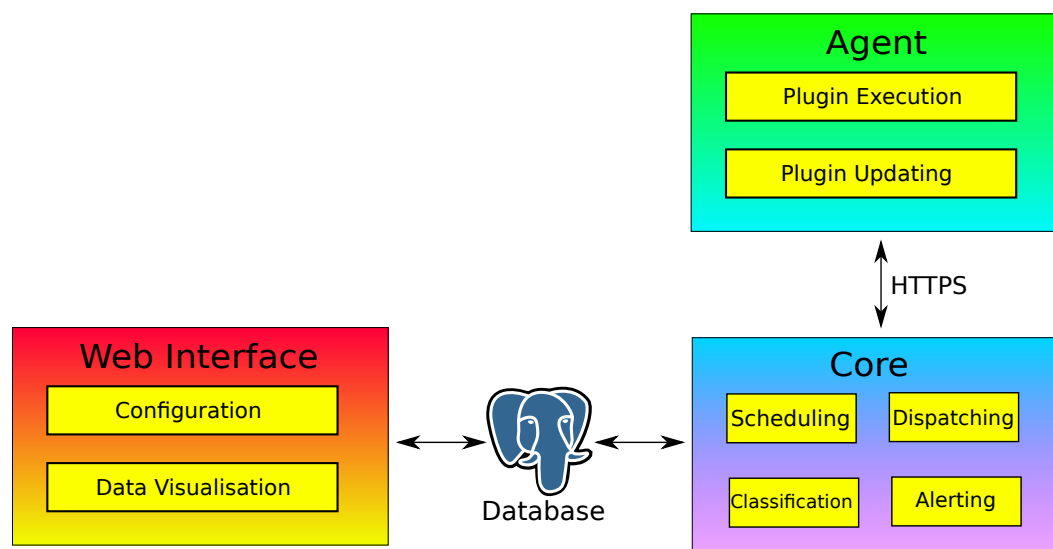 Agent
Plugin Execution
Plugin Updating
HTTPS
Web Interface
Configuration
Data Visualisation
Database
Core
Scheduling
Dispatching
Classification
Alerting